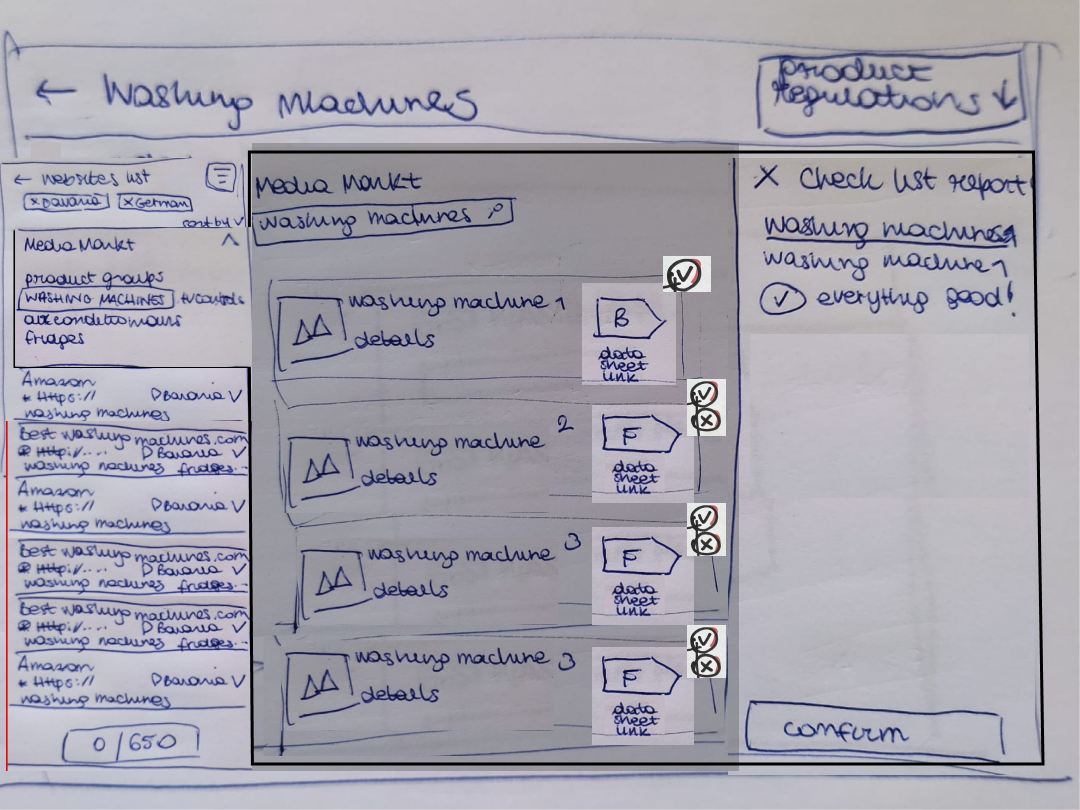 ← Washing Machines
product
regulations ↓
← websites list
x Bavaria x German
sort by
Media Markt
product groups
WASHING MACHINES tv controls
airconditionaurs
fridges
Amazon
* Http:// Bavaria
washing machines
Best washing machines.com
Http://.... Bavaria
washing machines fridges...
Amazon
* Http:// Bavaria
washing machines
Best washing machines.com
Http://.... Bavaria
washing machines fridges...
Best washing machines.com
Http://.... Bavaria
washing machines fridges...
Amazon
* Http:// Bavaria
washing machines
0/650
Media Markt
washing machines
washing machine 1
details
B
data
sheet
link
washing machine 2
details
F
data
sheet
link
washing machine 3
details
F
data
sheet
link
washing machine 3
details
F
data
sheet
link
X Check list report
washing machines
washing machine 1
everything good!
confirm